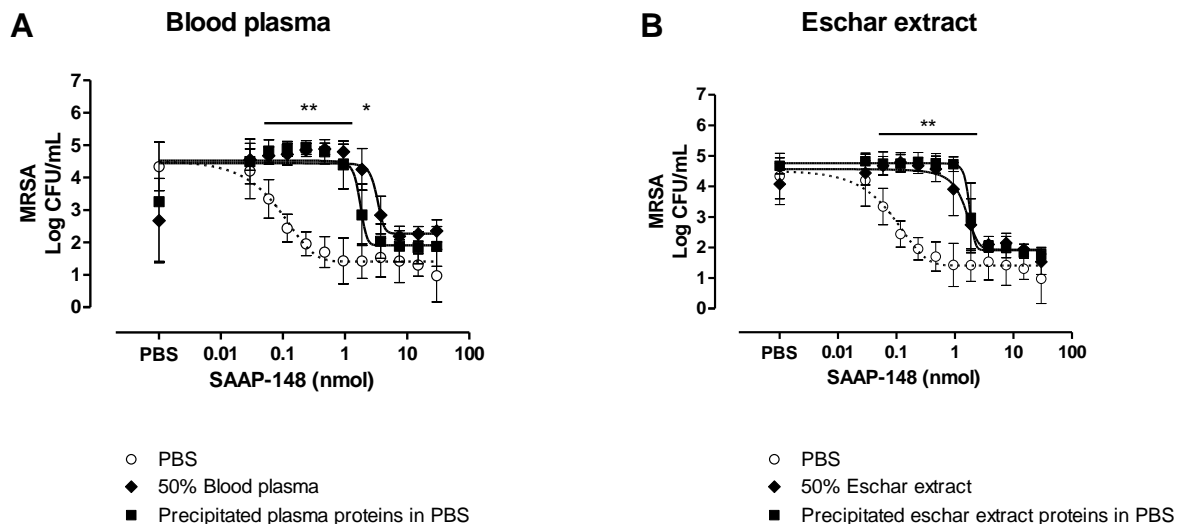 A
Blood plasma
7
6
5
4
3
2
1
0
MRSA
Log CFU/mL
**
*
PBS 0.01 0.1 1 10 100
SAAP-148 (nmol)
PBS
50% Blood plasma
Precipitated plasma proteins in PBS
B
Eschar extract
7
6
5
4
3
2
1
0
MRSA
Log CFU/mL
**
PBS 0.01 0.1 1 10 100
SAAP-148 (nmol)
PBS
50% Eschar extract
Precipitated eschar extract proteins in PBS